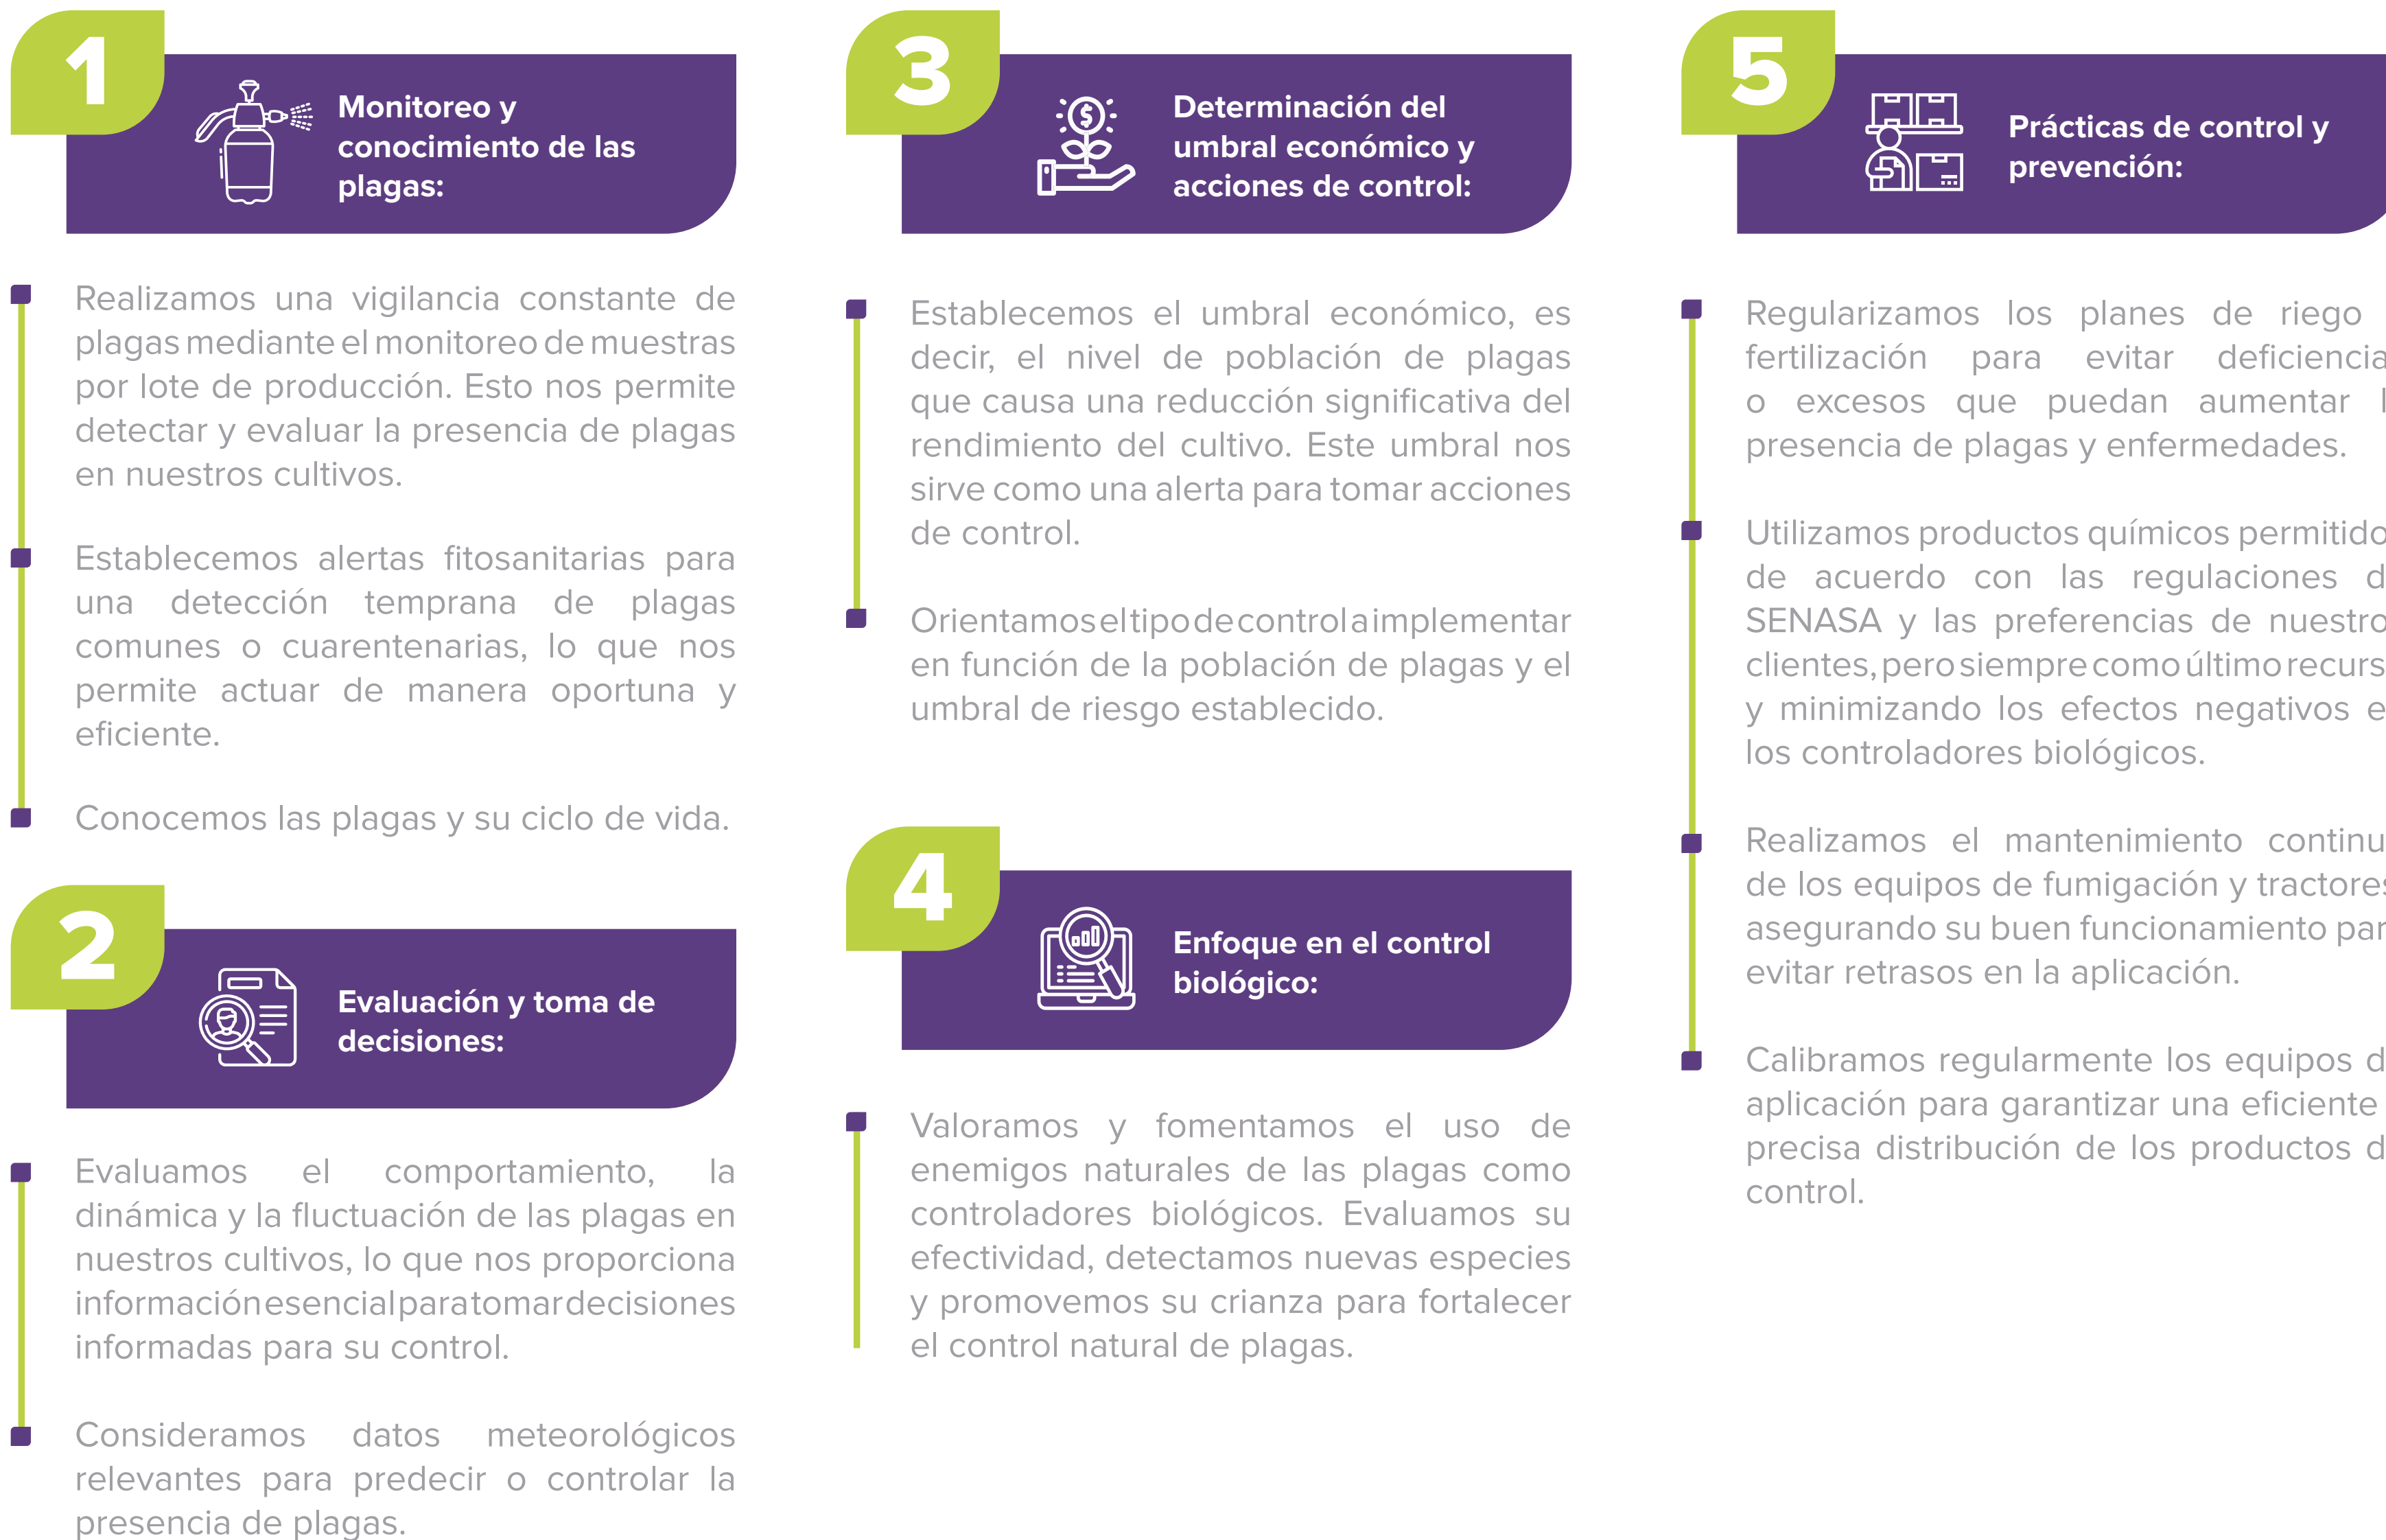 1
Monitoreo y
conocimiento de las
plagas:
Realizamos una vigilancia constante de
plagas mediante el monitoreo de muestras
por lote de producción. Esto nos permite
detectar y evaluar la presencia de plagas
en nuestros cultivos.
Establecemos alertas fitosanitarias para
una detección temprana de plagas
comunes o cuarentenarias, lo que nos
permite actuar de manera oportuna y
eficiente.
Conocemos las plagas y su ciclo de vida.
2
Evaluación y toma de
decisiones:
Evaluamos el comportamiento, la
dinámica y la fluctuación de las plagas en
nuestros cultivos, lo que nos proporciona
información esencial para tomar decisiones
informadas para su control.
Consideramos datos meteorológicos
relevantes para predecir o controlar la
presencia de plagas.
3
Determinación del
umbral económico y
acciones de control:
Establecemos el umbral económico, es
decir, el nivel de población de plagas
que causa una reducción significativa del
rendimiento del cultivo. Este umbral nos
sirve como una alerta para tomar acciones
de control.
Orientamos el tipo de control a implementar
en función de la población de plagas y el
umbral de riesgo establecido.
4
Enfoque en el control
biológico:
Valoramos y fomentamos el uso de
enemigos naturales de las plagas como
controladores biológicos. Evaluamos su
efectividad, detectamos nuevas especies
y promovemos su crianza para fortalecer
el control natural de plagas.
5
Prácticas de control y
prevención:
Regularizamos los planes de riego
fertilización para evitar deficiencia
o excesos que puedan aumentar l
presencia de plagas y enfermedades.
Utilizamos productos químicos permitido
de acuerdo con las regulaciones d
SENASA y las preferencias de nuestro
clientes, pero siempre como último recurs
y minimizando los efectos negativos e
los controladores biológicos.
Realizamos el mantenimiento continu
de los equipos de fumigación y tractores
asegurando su buen funcionamiento par
evitar retrasos en la aplicación.
Calibramos regularmente los equipos d
aplicación para garantizar una eficiente
precisa distribución de los productos d
control.